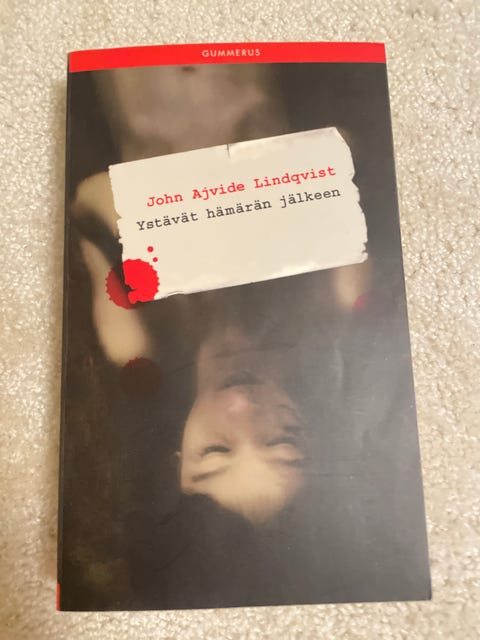 GUMMERUS
John Ajvide Lindqvist
Ystävät hämärän jälkeen